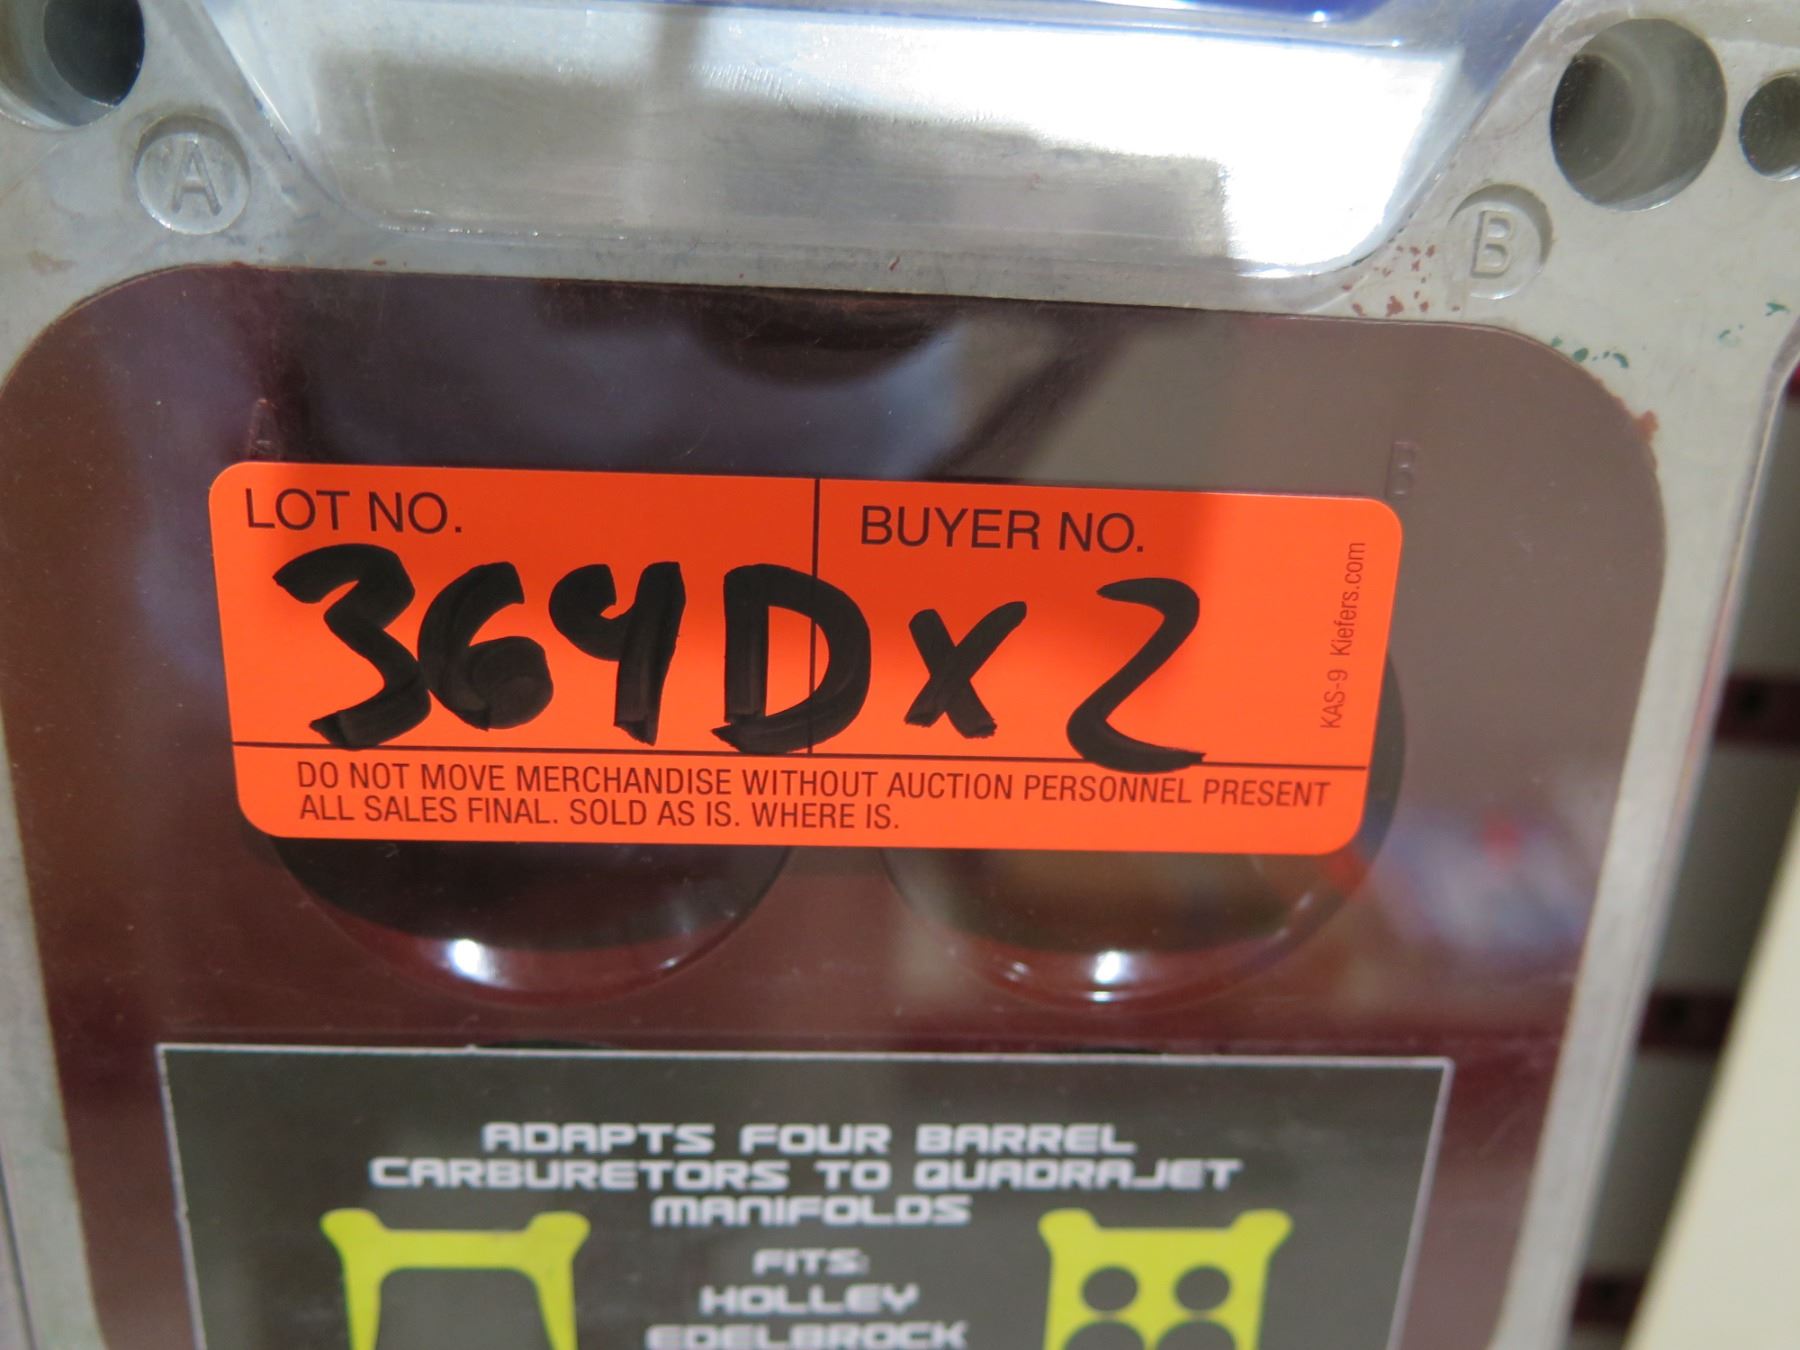 A
B
A
B
LOT NO.
BUYER NO.
369D x 2
KAS-9 Kiefers.com
DO NOT MOVE MERCHANDISE WITHOUT AUCTION PERSONNEL PRESENT
ALL SALES FINAL. SOLD AS IS. WHERE IS.
ADAPTS FOUR BARREL
CARBURETORS TO QUADRAJET
MANIFOLDS
FITS:
HOLLEY
EDELBROCK